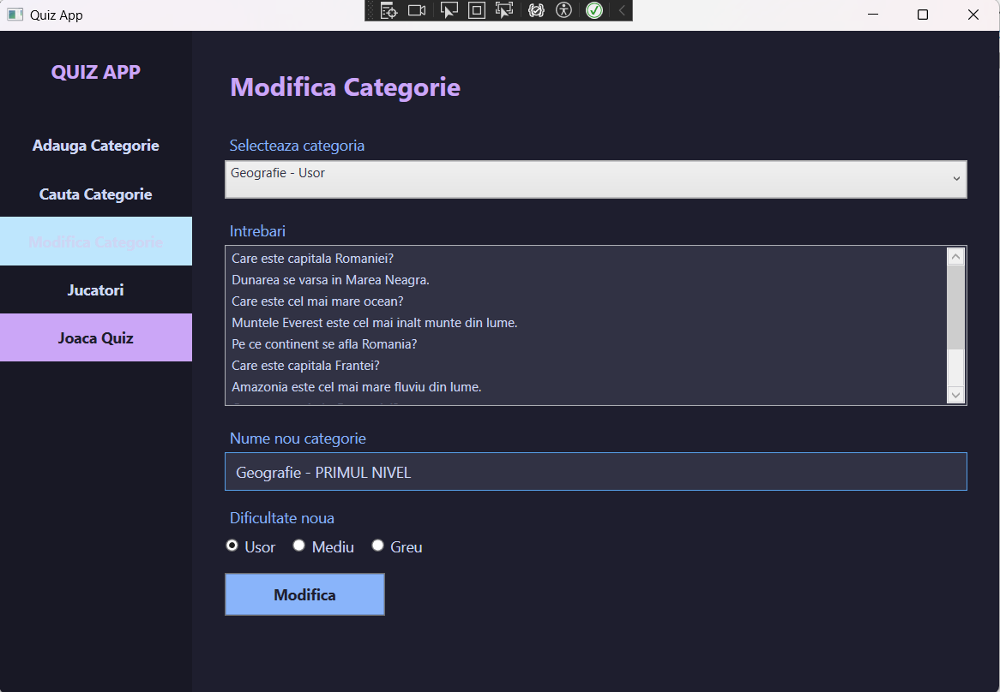 Quiz App
QUIZ APP
Adauga Categorie
Cauta Categorie
Modifica Categorie
Jucatori
Joaca Quiz
Modifica Categorie
Selecteaza categoria
Geografie - Usor
Intrebari
Care este capitala Romaniei?
Dunarea se varsa in Marea Neagra.
Care este cel mai mare ocean?
Muntele Everest este cel mai inalt munte din lume.
Pe ce continent se afla Romania?
Care este capitala Frantei?
Amazonia este cel mai mare fluviu din lume.
Nume nou categorie
Geografie - PRIMUL NIVEL
Dificultate noua
Usor Mediu Greu
Modifica